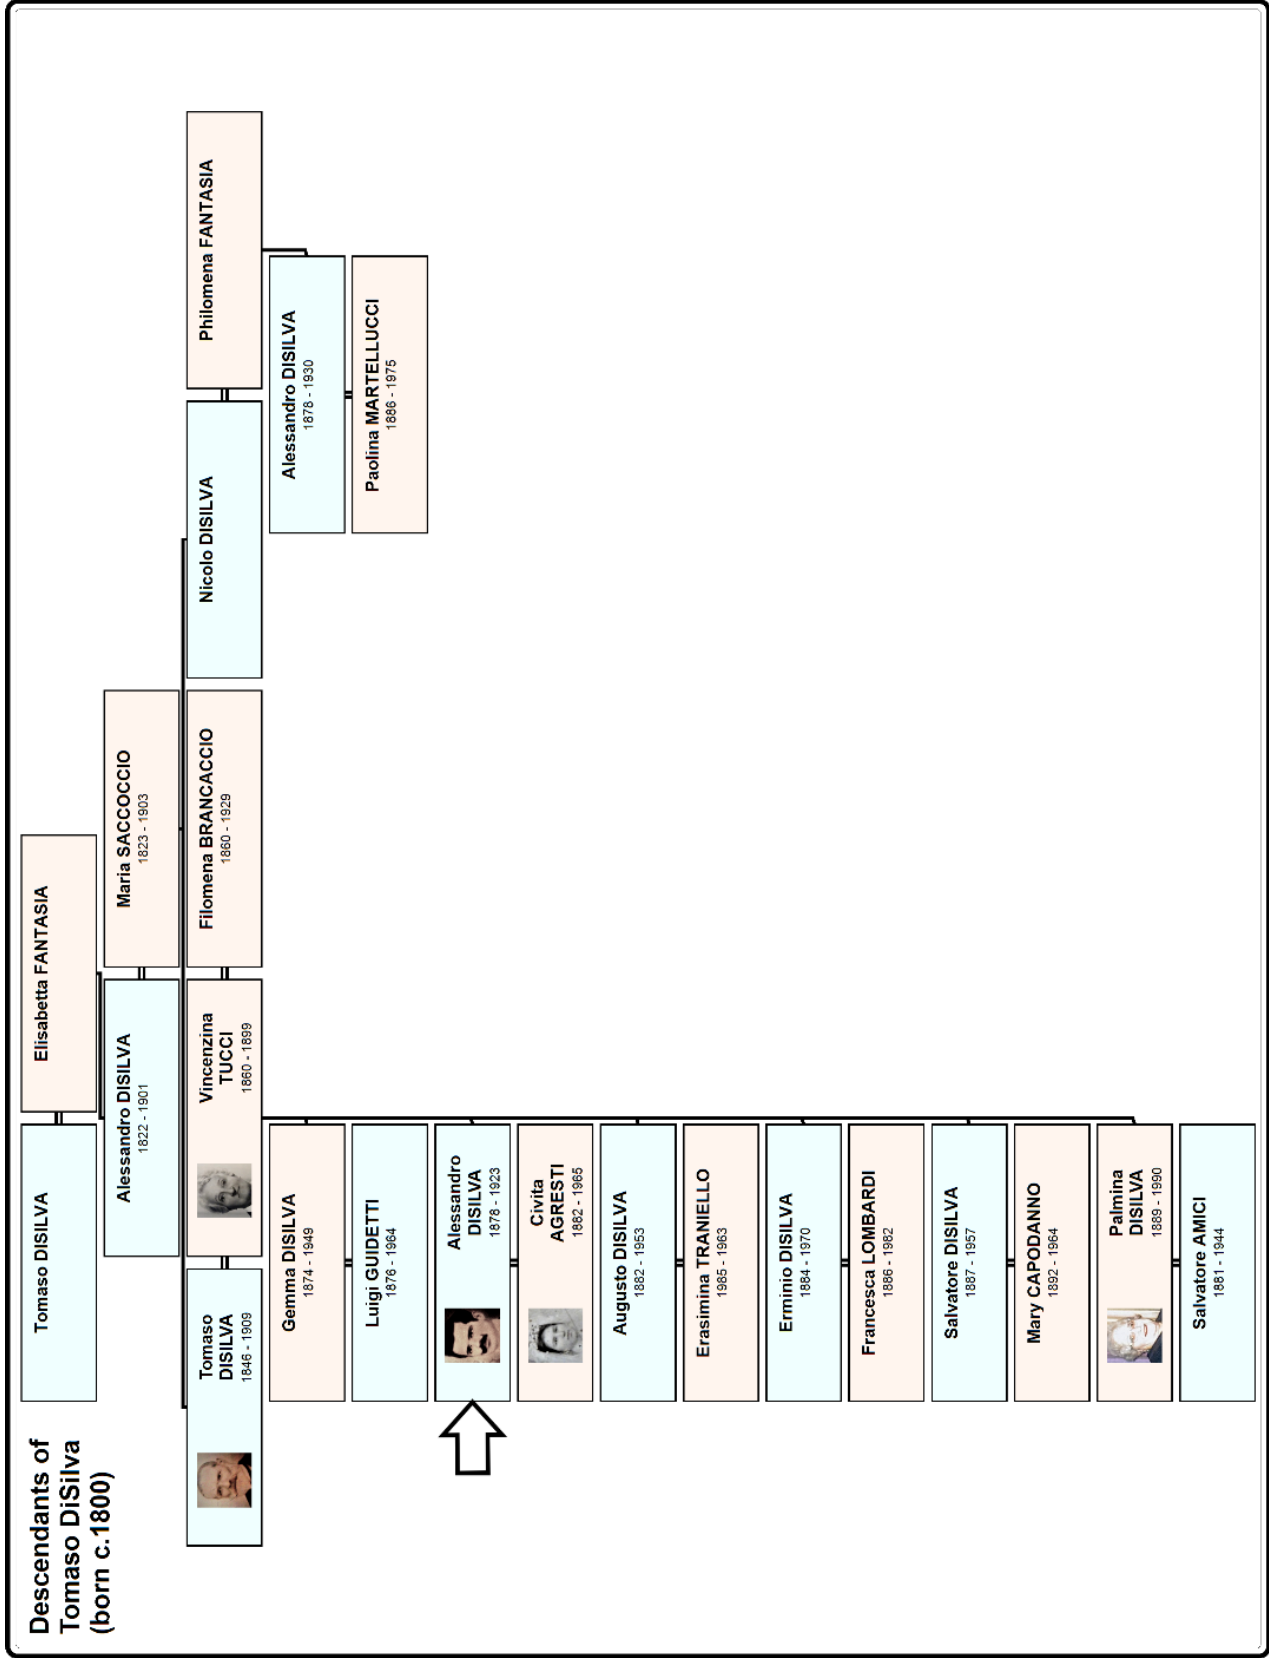 Descendants of
Tomaso DiSilva
(born c.1800)
Tomaso DISILVA
Elisabetta FANTASIA
Alessandro DISILVA
1822 - 1901
Maria SACCOCCIO
1823 - 1903
Tomaso
DISILVA
1846 - 1909
Vincenzina
TUCCI
1860 - 1899
Filomena BRANCACCIO
1860 - 1929
Nicolo DISILVA
Philomena FANTASIA
Gemma DISILVA
1874 - 1949
Luigi GUIDETTI
1876 - 1964
Alessandro
DISILVA
1878 - 1923
Civita
AGRESTI
1882 - 1965
Augusto DISILVA
1882 - 1953
Erasimina TRANIELLO
1985 - 1963
Erminio DISILVA
1884 - 1970
Francesca LOMBARDI
1886 - 1982
Salvatore DISILVA
1887 - 1957
Mary CAPODANNO
1892 - 1964
Palmina
DISILVA
1889 - 1990
Salvatore AMICI
1881 - 1944
Alessandro DISILVA
1878 - 1930
Paolina MARTELLUCCI
1886 - 1975